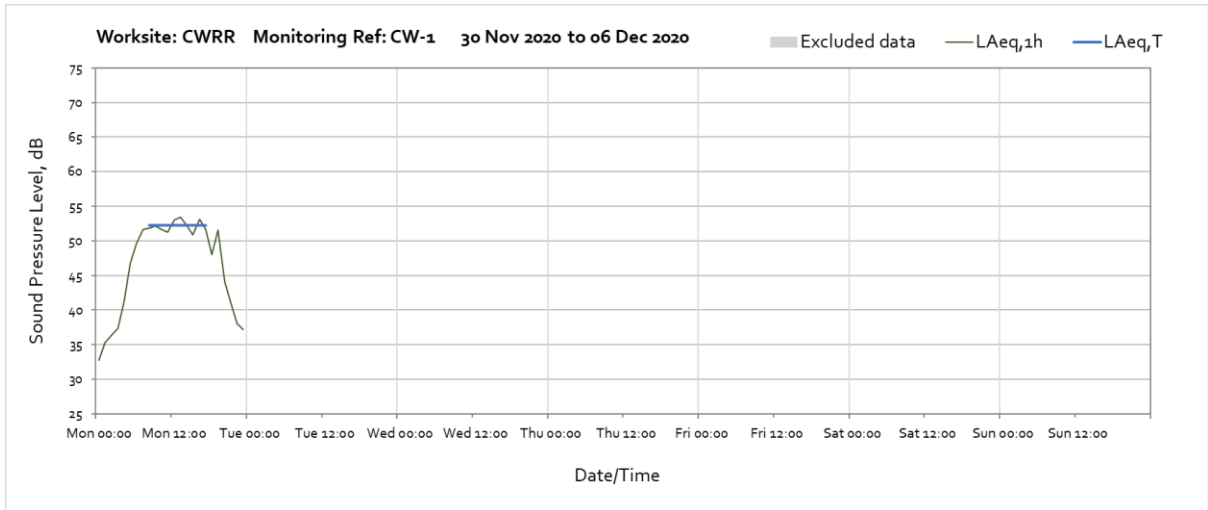 Worksite: CWRR Monitoring Ref: CW-1 30 Nov 2020 to 06 Dec 2020
Excluded data LAeq,1h LAeq,T
75
70
65
60
55
50
45
40
35
30
25
Sound Pressure Level, dB
Mon 00:00 Mon 12:00 Tue 00:00 Tue 12:00 Wed 00:00 Wed 12:00 Thu 00:00 Thu 12:00 Fri 00:00 Fri 12:00 Sat 00:00 Sat 12:00 Sun 00:00 Sun 12:00
Date/Time